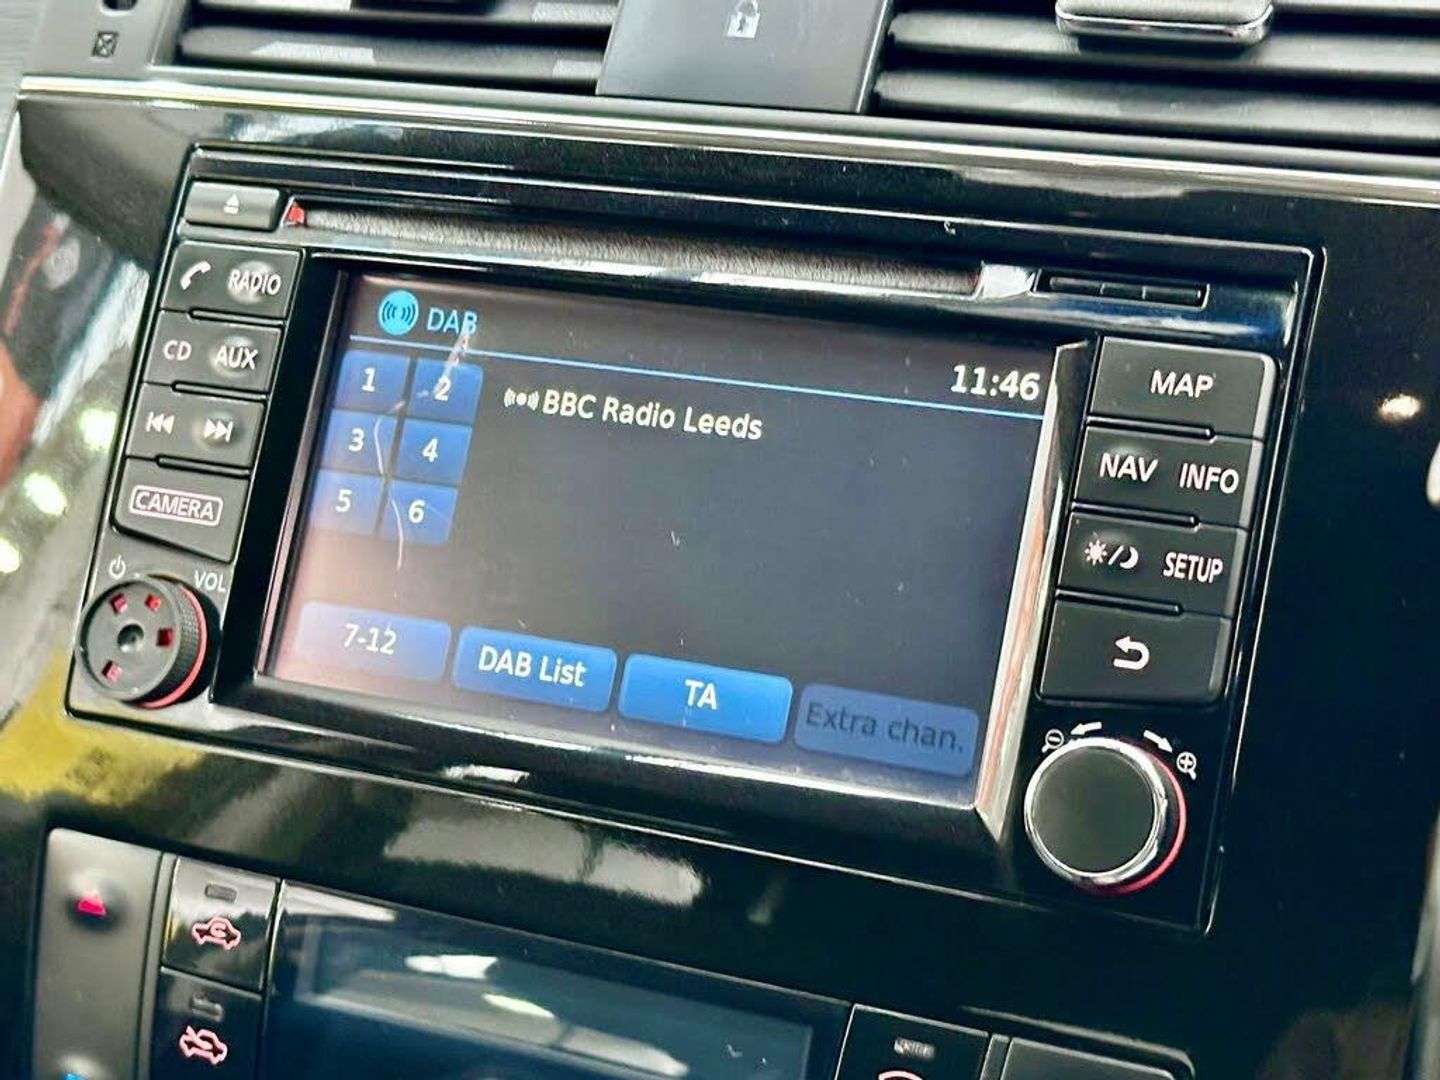 RADIO
CD AUX
CAMERA
VOL
DAB
11:46
BBC Radio Leeds
1 2
3 4
5 6
7-12
DAB List
TA
Extra chan.
MAP
NAV INFO
SETUP